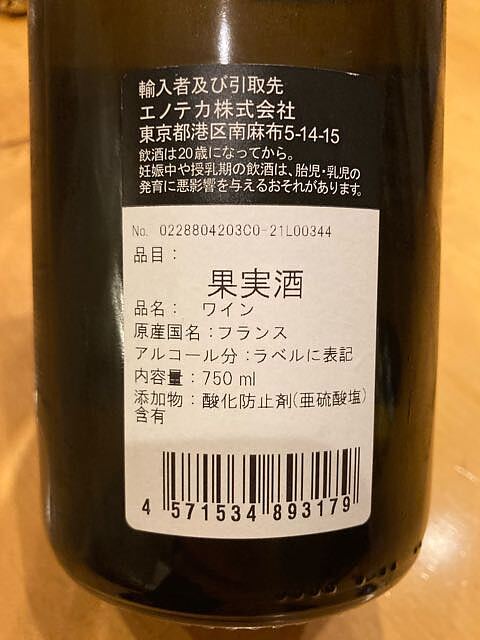 輸入者及び引取先
エノテカ株式会社
東京都港区南麻布5-14-15
飲酒は20歳になってから。
妊娠中や授乳期の飲酒は、胎児・乳児の
発育に悪影響を与えるおそれがあります。
No. 0228804203C0-21L00344
品目：
果実酒
品名： ワイン
原産国名：フランス
アルコール分：ラベルに表記
内容量：750 ml
添加物：酸化防止剤(亜硫酸塩)
含有
4 571534 893179